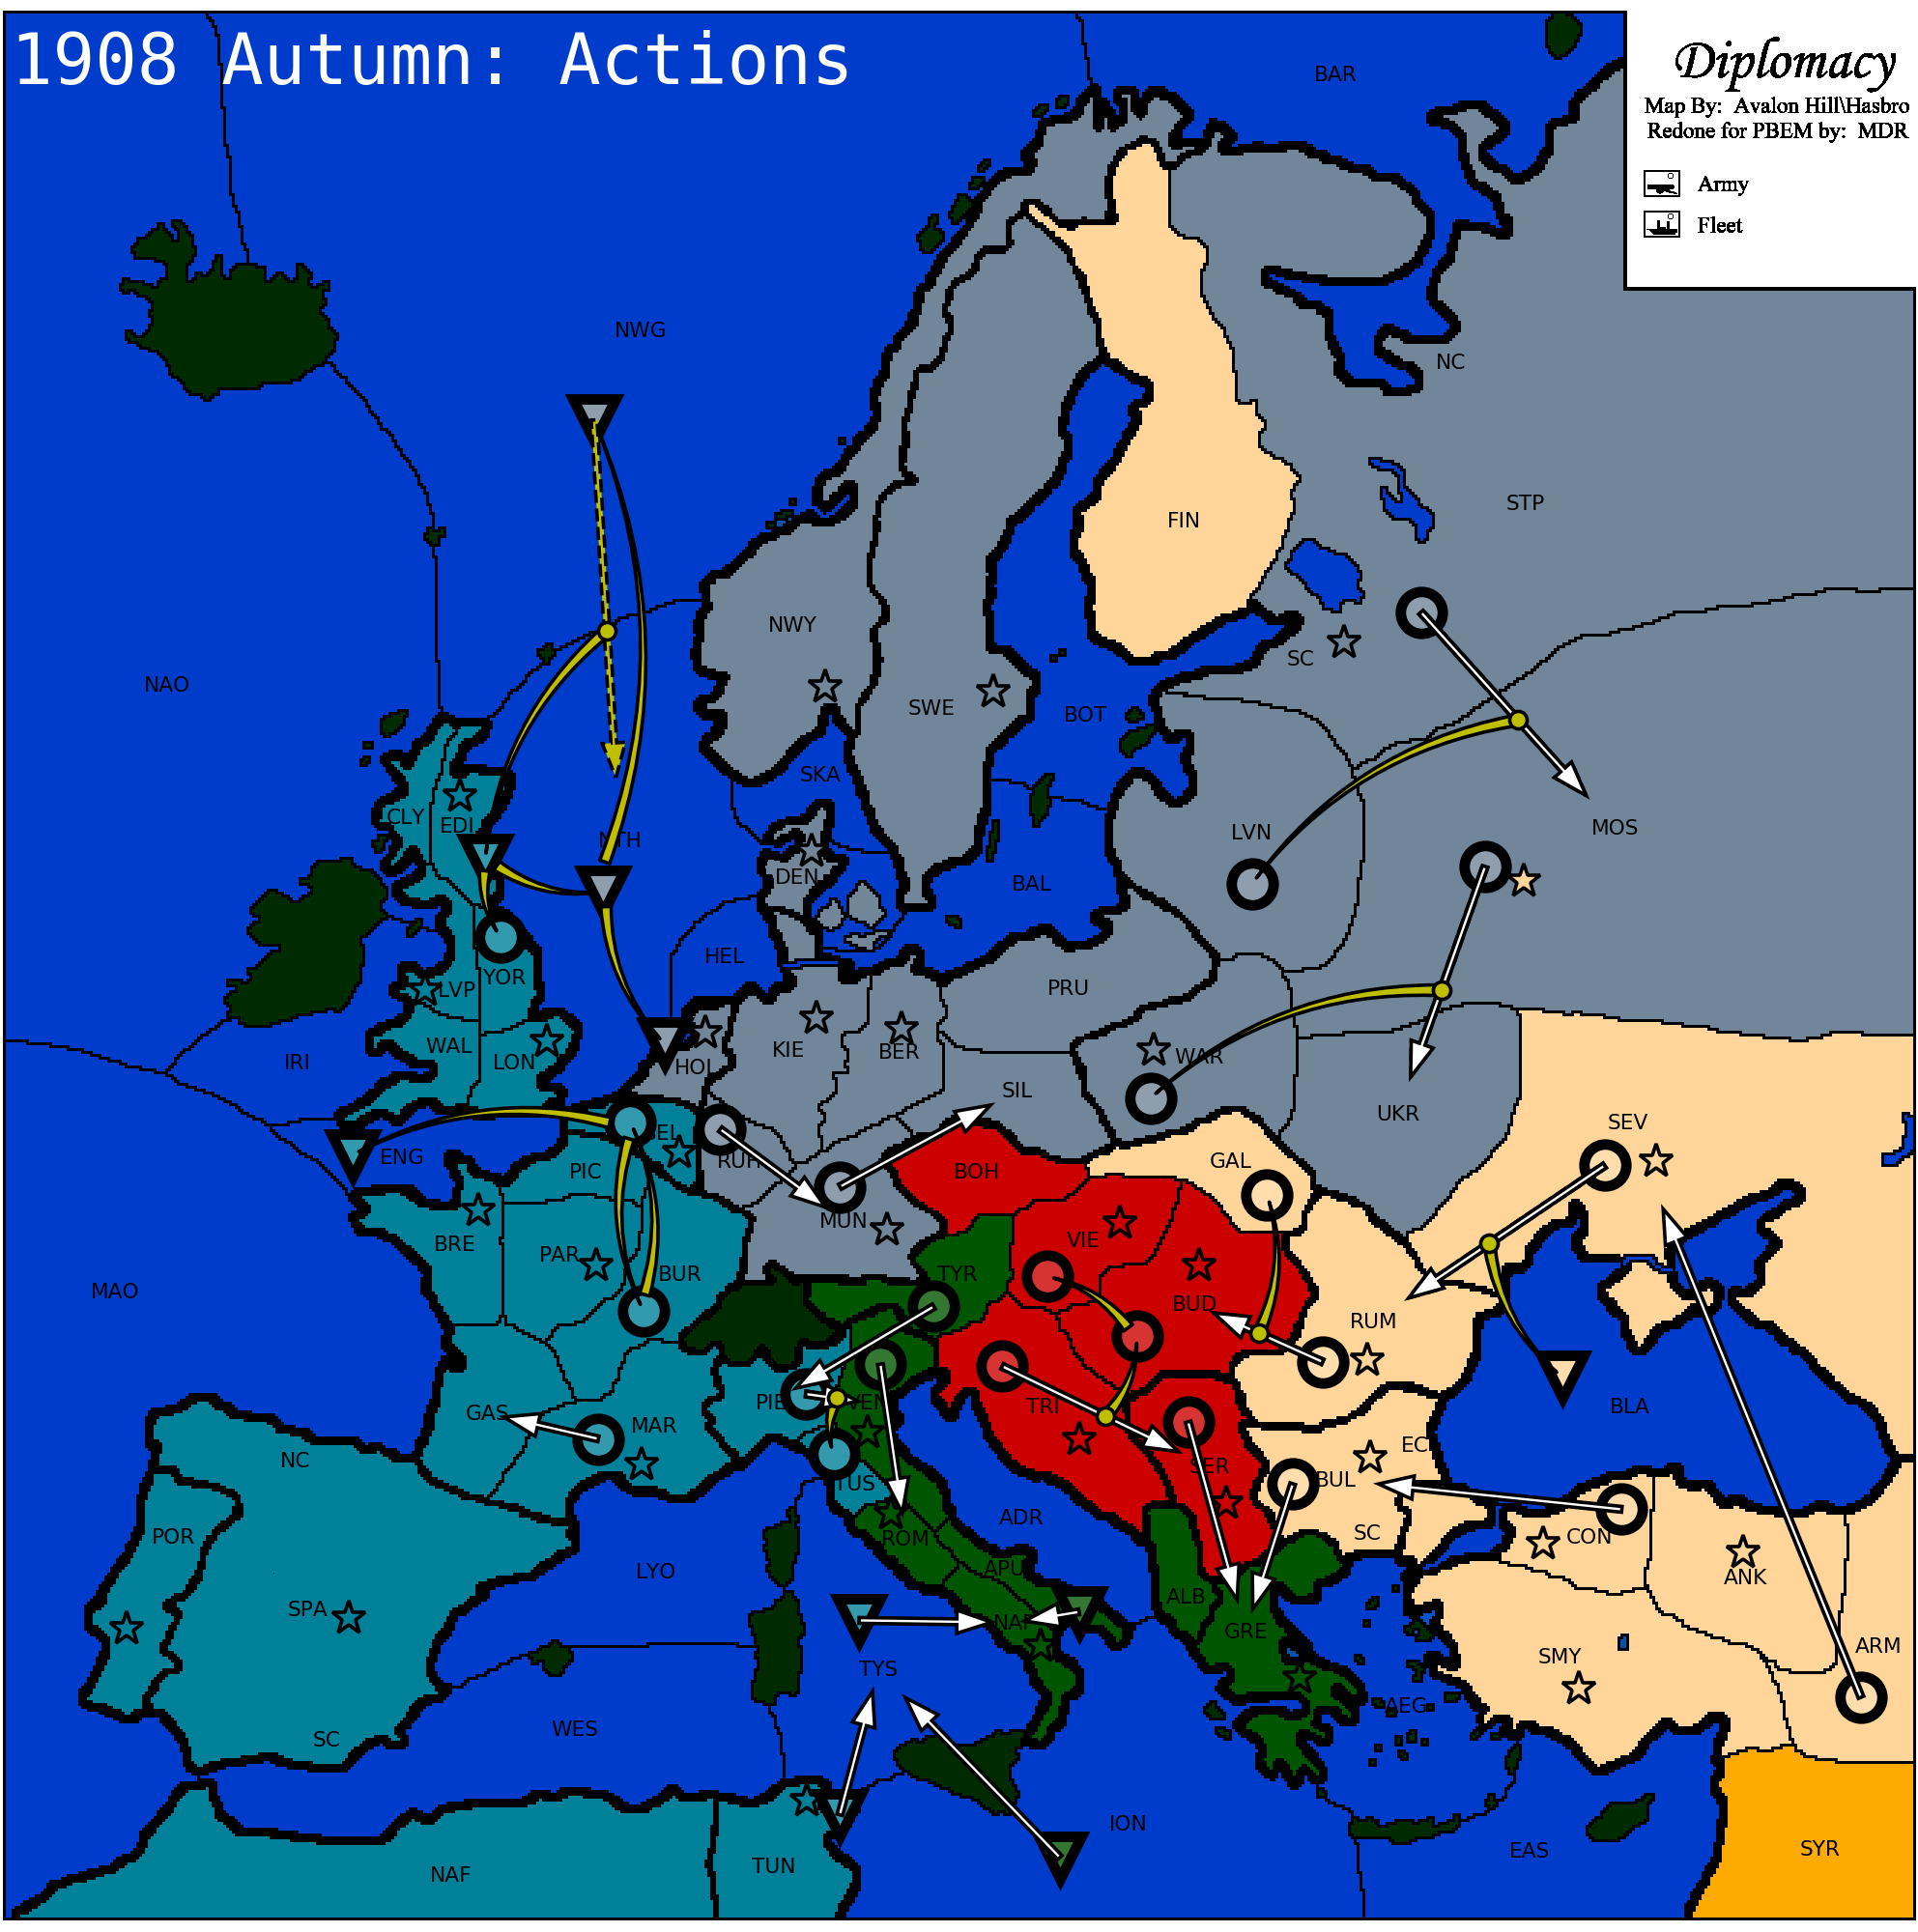 1908 Autumn: Actions
Diplomacy
Map By: Avalon Hill\Hasbro
Redone for PBEM by: MDR
Army
Fleet
BAR
NWG
NC
STP
FIN
NWY
SC
NAO
SWE
BOT
SKA
CLY
EDI
NTH
LVN
MOS
DEN
BAL
HEL
YOR
LVP
PRU
WAL
LON
IRI
KIE
BER
HOL
WAR
SIL
UKR
SEV
ENG
BEL
PIC
RUH
BOH
GAL
MUN
BRE
PAR
BUR
TYR
VIE
MAO
BUD
RUM
PIE
VEN
TRI
BLA
GAS
MAR
NC
EC
SER
BUL
TUS
ADR
SC
CON
POR
ROM
LYO
APU
ANK
SPA
ALB
NAP
GRE
SMY
ARM
TYS
AEG
WES
SC
ION
EAS
SYR
NAF
TUN